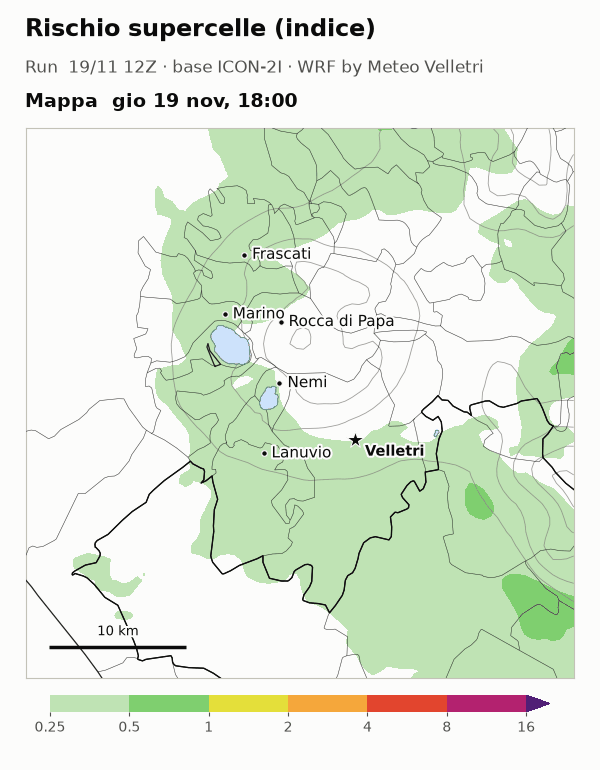 Rischio supercelle (indice)
Run  19/11 12Z · base ICON-2I · WRF by Meteo Velletri
Mappa  gio 19 nov, 18:00
Frascati
Marino
Rocca di Papa
Nemi
Velletri
Lanuvio
10 km
0.25 0.5 1 2 4 8 16